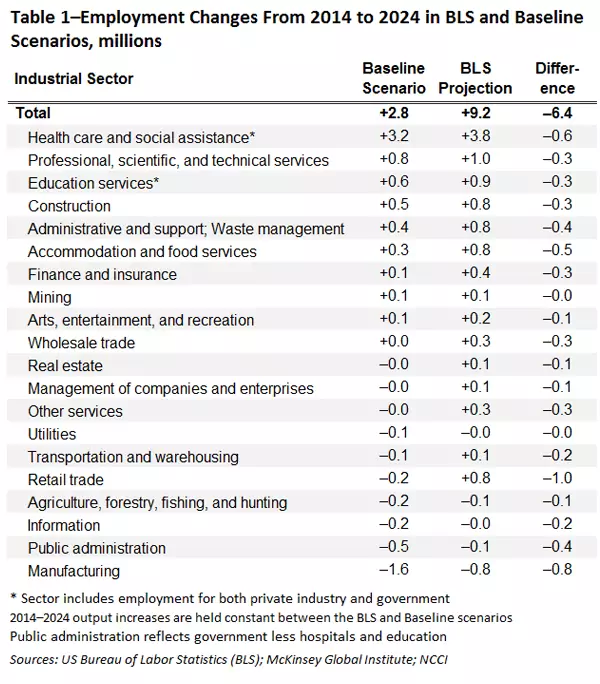 Table 1–Employment Changes From 2014 to 2024 in BLS and Baseline
Scenarios, millions
Industrial Sector Baseline Scenario BLS Projection Differ-ence
Total +2.8 +9.2 –6.4
Health care and social assistance* +3.2 +3.8 –0.6
Professional, scientific, and technical services +0.8 +1.0 –0.3
Education services* +0.6 +0.9 –0.3
Construction +0.5 +0.8 –0.3
Administrative and support; Waste management +0.4 +0.8 –0.4
Accommodation and food services +0.3 +0.8 –0.5
Finance and insurance +0.1 +0.4 –0.3
Mining +0.1 +0.1 –0.0
Arts, entertainment, and recreation +0.1 +0.2 –0.1
Wholesale trade +0.0 +0.3 –0.3
Real estate –0.0 +0.1 –0.1
Management of companies and enterprises –0.0 +0.1 –0.1
Other services –0.0 +0.3 –0.3
Utilities –0.1 –0.0 –0.0
Transportation and warehousing –0.1 +0.1 –0.2
Retail trade –0.2 +0.8 –1.0
Agriculture, forestry, fishing, and hunting –0.2 –0.1 –0.1
Information –0.2 –0.0 –0.2
Public administration –0.5 –0.1 –0.4
Manufacturing –1.6 –0.8 –0.8
* Sector includes employment for both private industry and government
2014–2024 output increases are held constant between the BLS and Baseline scenarios
Public administration reflects government less hospitals and education
Sources: US Bureau of Labor Statistics (BLS); McKinsey Global Institute; NCCI